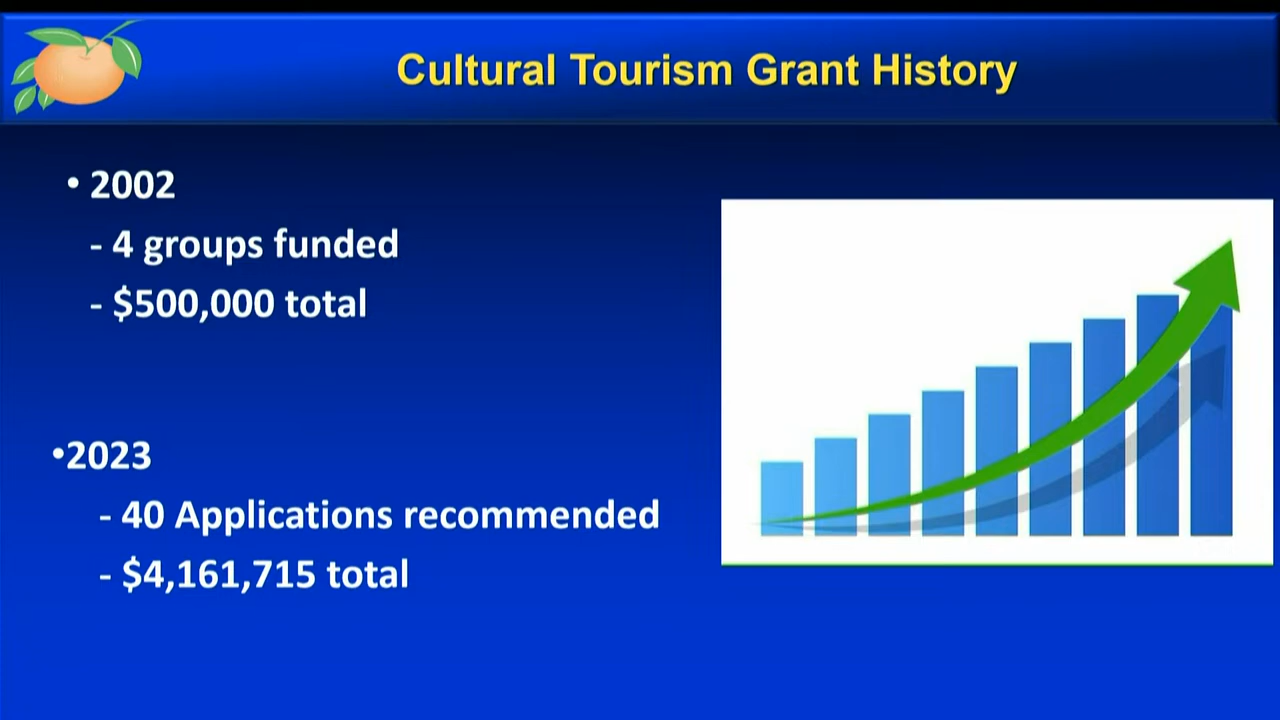 Cultural Tourism Grant History
• 2002
- 4 groups funded
- $500,000 total
•2023
- 40 Applications recommended
- $4,161,715 total